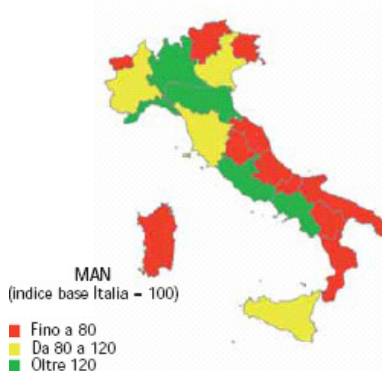 MAN
(indice base Italia = 100)
Fino a 80
Da 80 a 120
Oltre 120